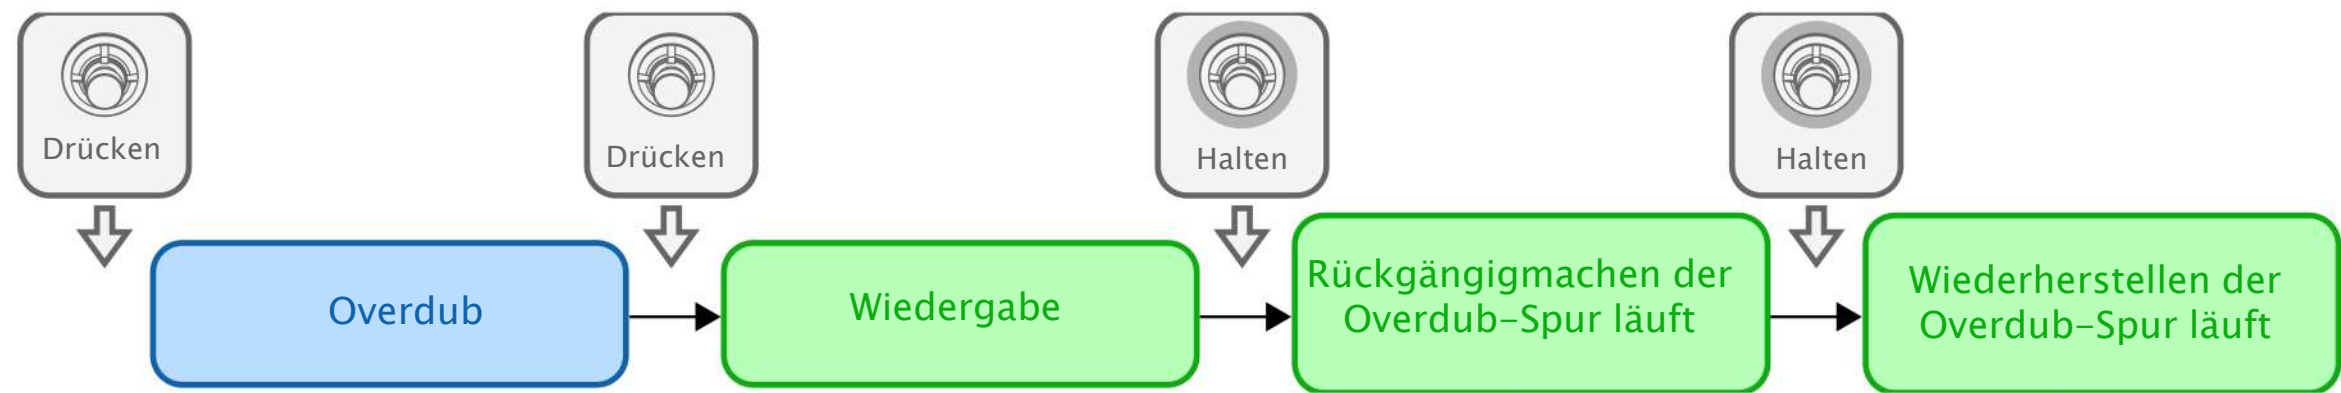 Drücken
Drücken
Halten
Halten
Overdub
Wiedergabe
Rückgängigmachen der
Overdub-Spur läuft
Wiederherstellen der
Overdub-Spur läuft